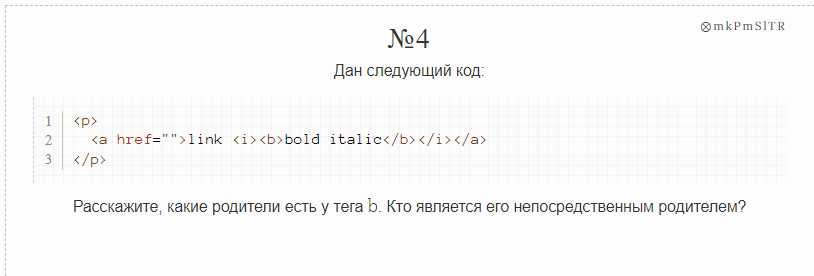 №4
⊗mkPmSlTR
Дан следующий код:
1 <p>
2 <a href="">link <i><b>bold italic</b></i></a>
3 </p>
Расскажите, какие родители есть у тега b. Кто является его непосредственным родителем?